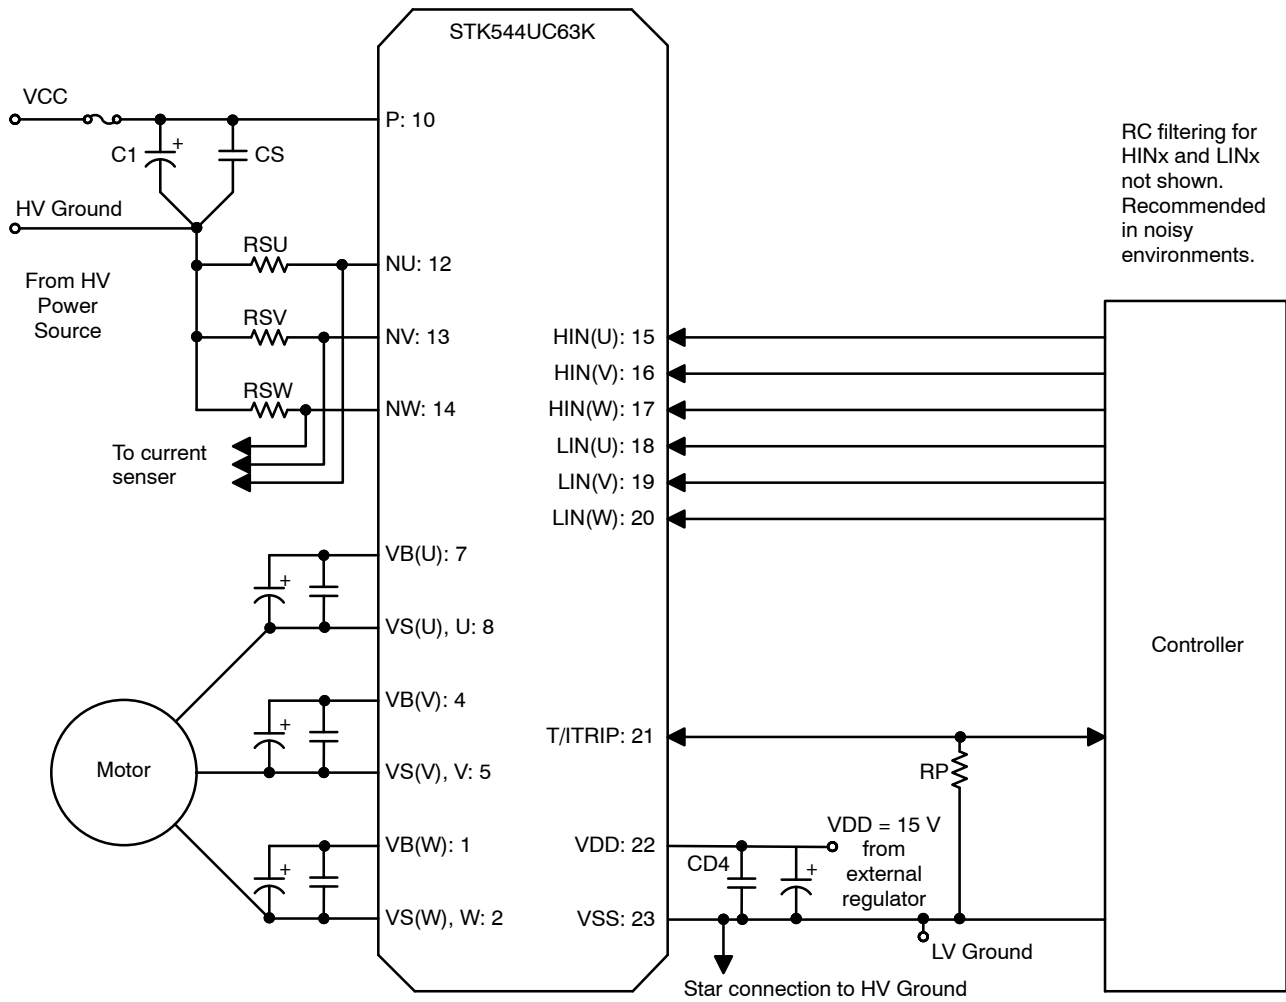 STK544UC63K
VCC
P: 10
C1
+
CS
HV Ground
From HV
Power
Source
RSU
NU: 12
RSV
NV: 13
RSW
NW: 14
To current
senser
RC filtering for
HINx and LINx
not shown.
Recommended
in noisy
environments.
HIN(U): 15
HIN(V): 16
HIN(W): 17
LIN(U): 18
LIN(V): 19
LIN(W): 20
VB(U): 7
+
VS(U), U: 8
VB(V): 4
+
VS(V), V: 5
VB(W): 1
+
VS(W), W: 2
Motor
Controller
T/ITRIP: 21
RP
VDD: 22
CD4
+
VDD = 15 V
from
external
regulator
VSS: 23
LV Ground
Star connection to HV Ground